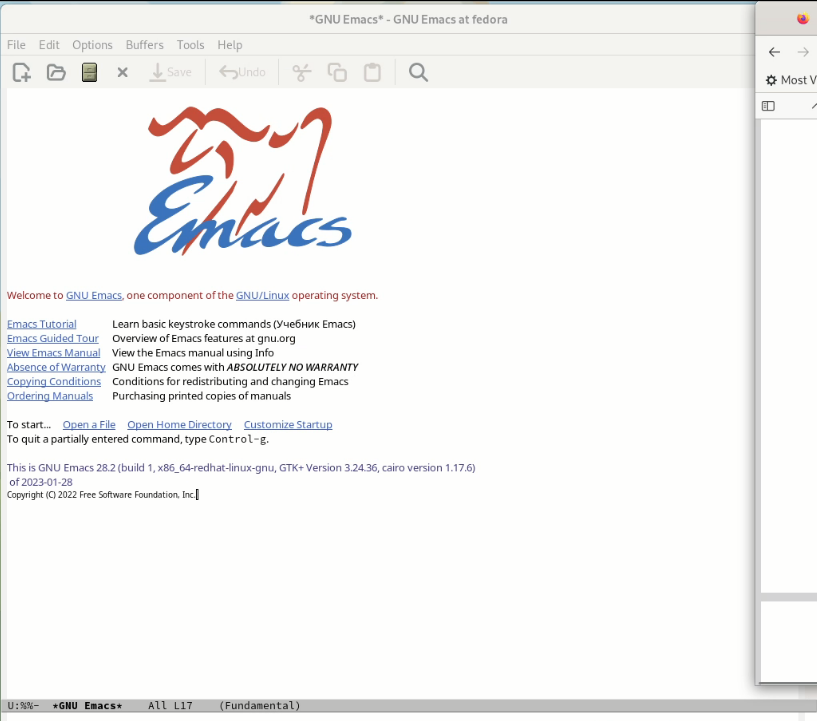 *GNU Emacs* - GNU Emacs at fedora
File Edit Options Buffers Tools Help
Save Undo
Most V
Emacs
Welcome to GNU Emacs, one component of the GNU/Linux operating system.
Emacs Tutorial Learn basic keystroke commands (Учебник Emacs)
Emacs Guided Tour Overview of Emacs features at gnu.org
View Emacs Manual View the Emacs manual using Info
Absence of Warranty GNU Emacs comes with ABSOLUTELY NO WARRANTY
Copying Conditions Conditions for redistributing and changing Emacs
Ordering Manuals Purchasing printed copies of manuals
To start... Open a File Open Home Directory Customize Startup
To quit a partially entered command, type Control-g.
This is GNU Emacs 28.2 (build 1, x86_64-redhat-linux-gnu, GTK+ Version 3.24.36, cairo version 1.17.6)
of 2023-01-28
Copyright (C) 2022 Free Software Foundation, Inc.
U:%%- *GNU Emacs* All L17 (Fundamental)